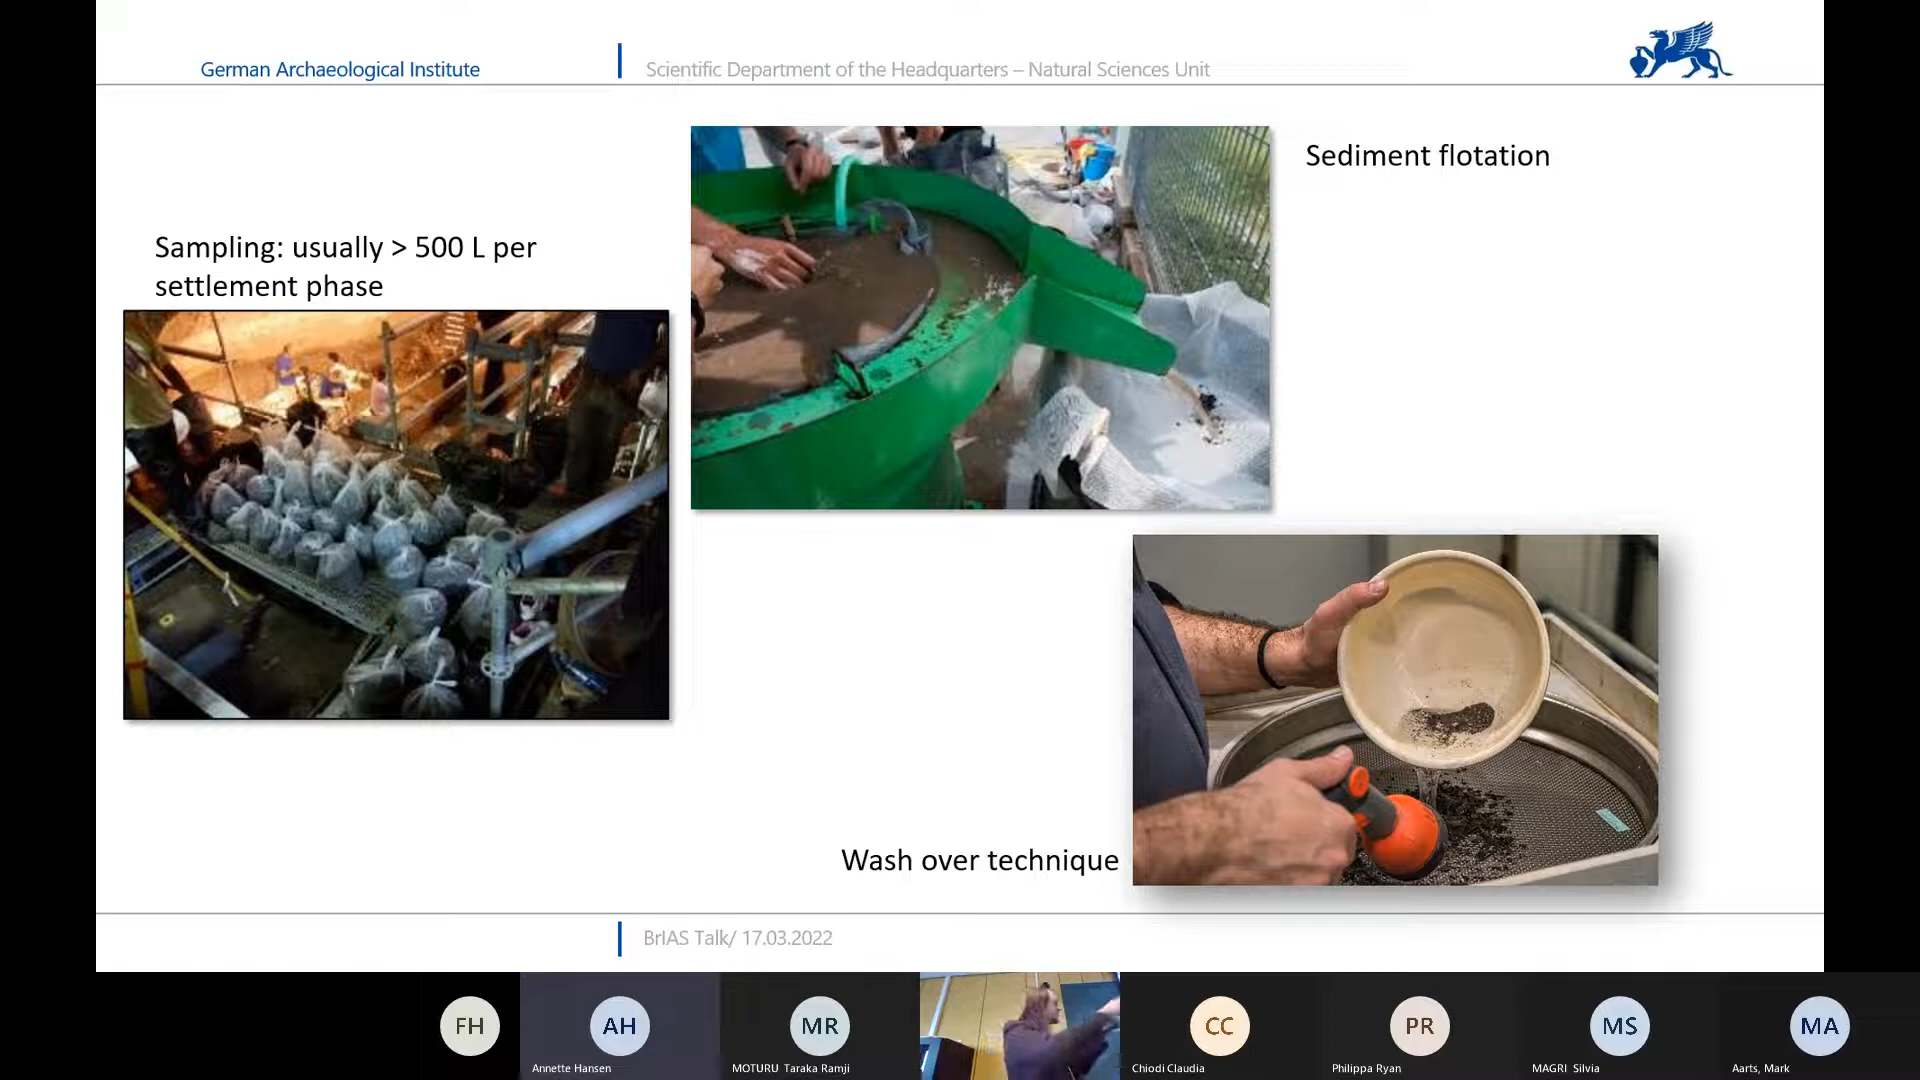 German Archaeological Institute
Scientific Department of the Headquarters – Natural Sciences Unit
Sediment flotation
Sampling: usually > 500 L per
settlement phase
Wash over technique
BrIAS Talk/ 17.03.2022
FH
AH
MR
CC
PR
MS
MA
Annette Hansen
MOTURU Taraka Ramji
Chiodi Claudia
Philippa Ryan
MAGRI Silvia
Aarts, Mark